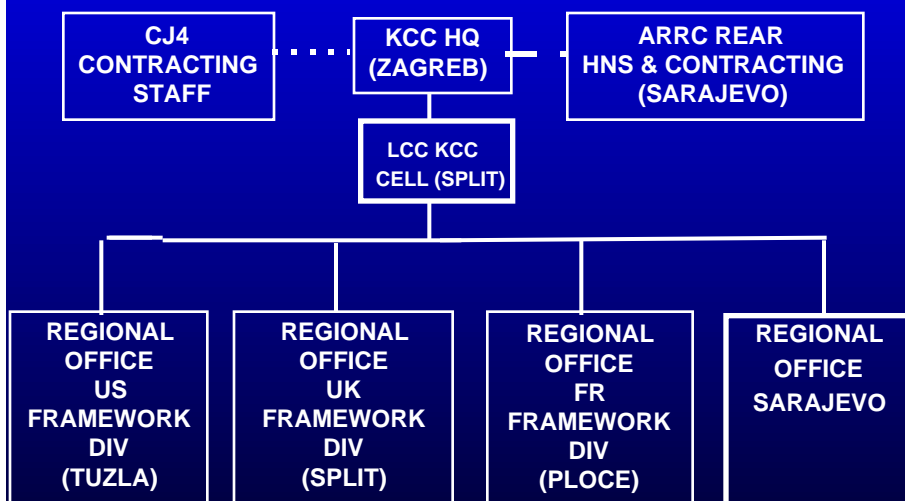 CJ4
CONTRACTING
STAFF
KCC HQ
(ZAGREB)
ARRC REAR
HNS & CONTRACTING
(SARAJEVO)
LCC KCC
CELL (SPLIT)
REGIONAL
OFFICE
US
FRAMEWORK
DIV
(TUZLA)
REGIONAL
OFFICE
UK
FRAMEWORK
DIV
(SPLIT)
REGIONAL
OFFICE
FR
FRAMEWORK
DIV
(PLOCE)
REGIONAL
OFFICE
SARAJEVO